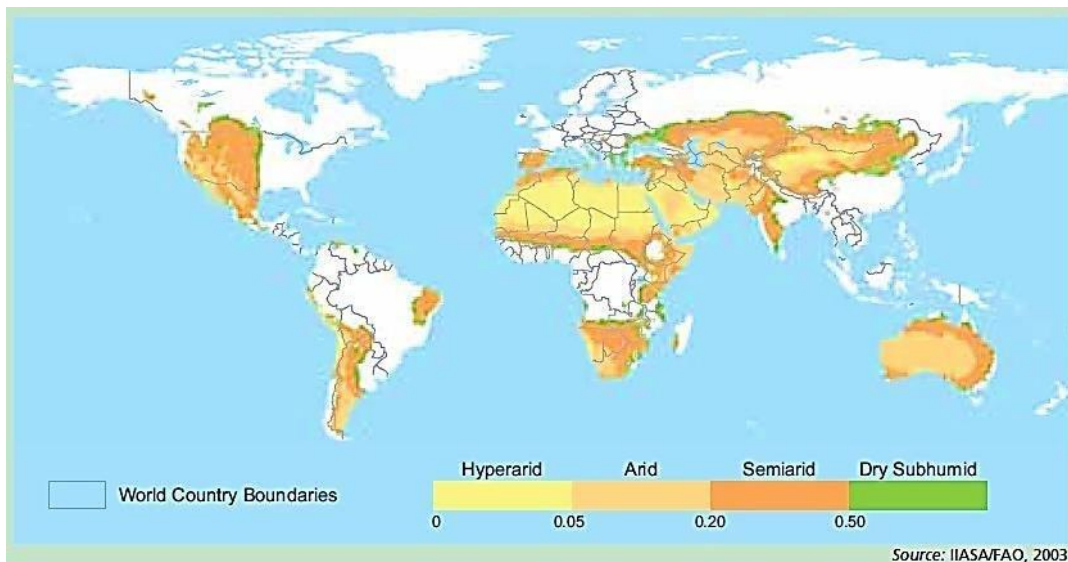 Hyperarid Arid Semiarid Dry Subhumid
World Country Boundaries
0 0.05 0.20 0.50
Source: IIASA/FAO, 2003